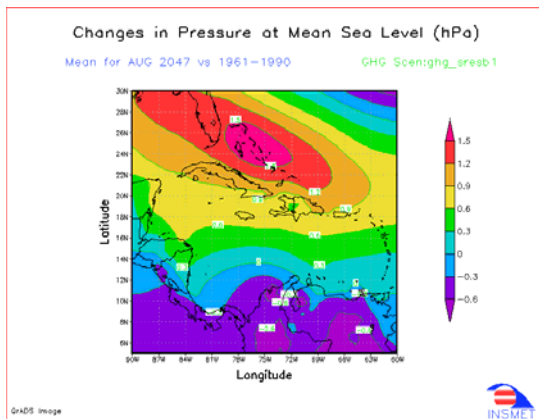 Changes in Pressure at Mean Sea Level (hPa)
Mean for AUG 2047 vs 1961-1990 GHG Scen:ghg_sresb1
30N
28N
26N
24N
22N
20N
18N
16N
14N
12N
10N
8N
6N
90W 87W 84W 81W 78W 75W 72W 69W 66W 63W 60W
Latitude
Longitude
1.5
1.2
0.9
0.6
0.3
0
-0.3
-0.6
GrADS Image
INSMET